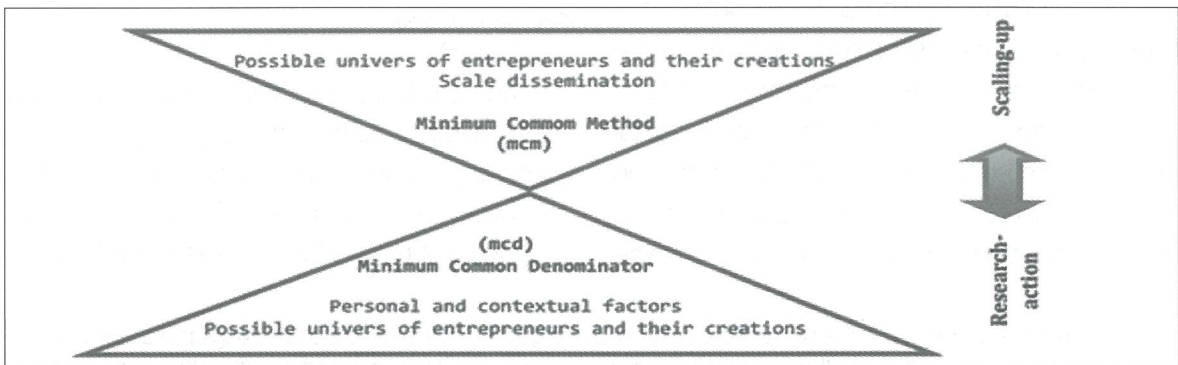 Possible univers of entrepreneurs and their creations
Scale dissemination
Minimum Commom Method
(mcm)
(mcd)
Minimum Common Denominator
Personal and contextual factors
Possible univers of entrepreneurs and their creations
Scaling-up
Research-
action